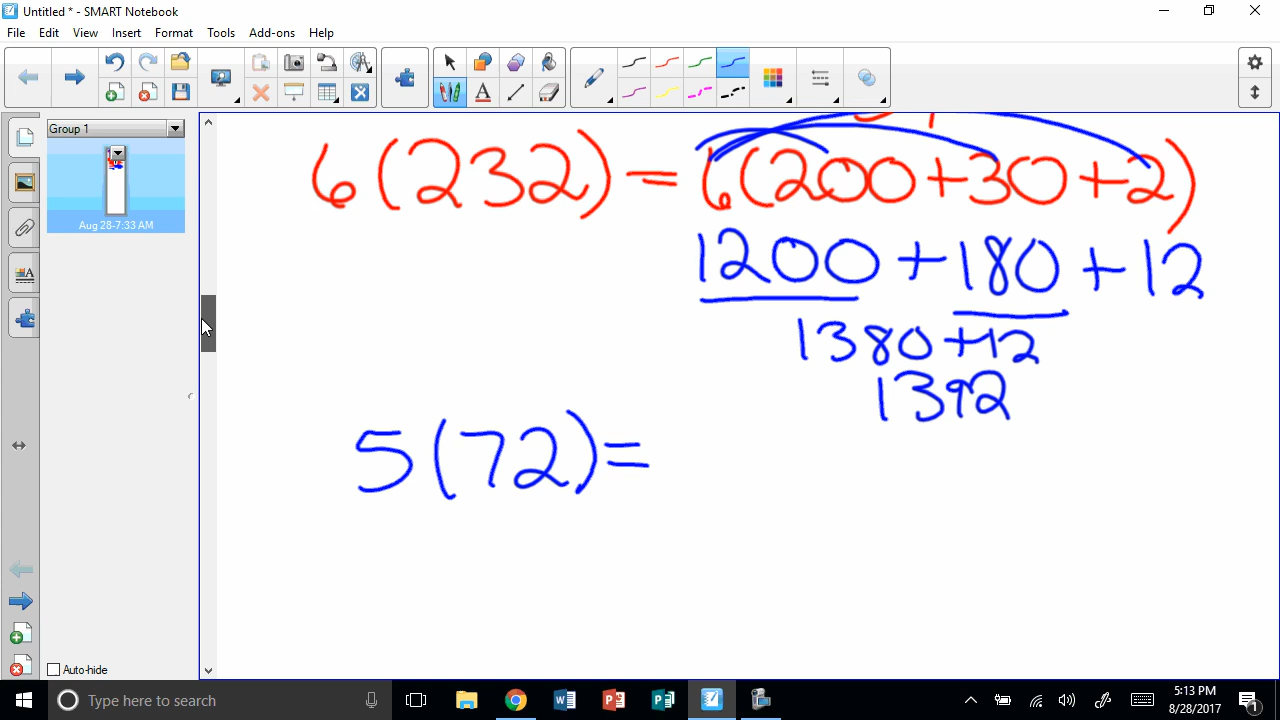 Untitled * - SMART Notebook
File Edit View Insert Format Tools Add-ons Help
Group 1
Aug 28-7:33 AM
6(232)=6(200+30+2)
1200+180+12
1380+12
1392
5(72)=
Auto-hide
Type here to search
5:13 PM
8/28/2017
1